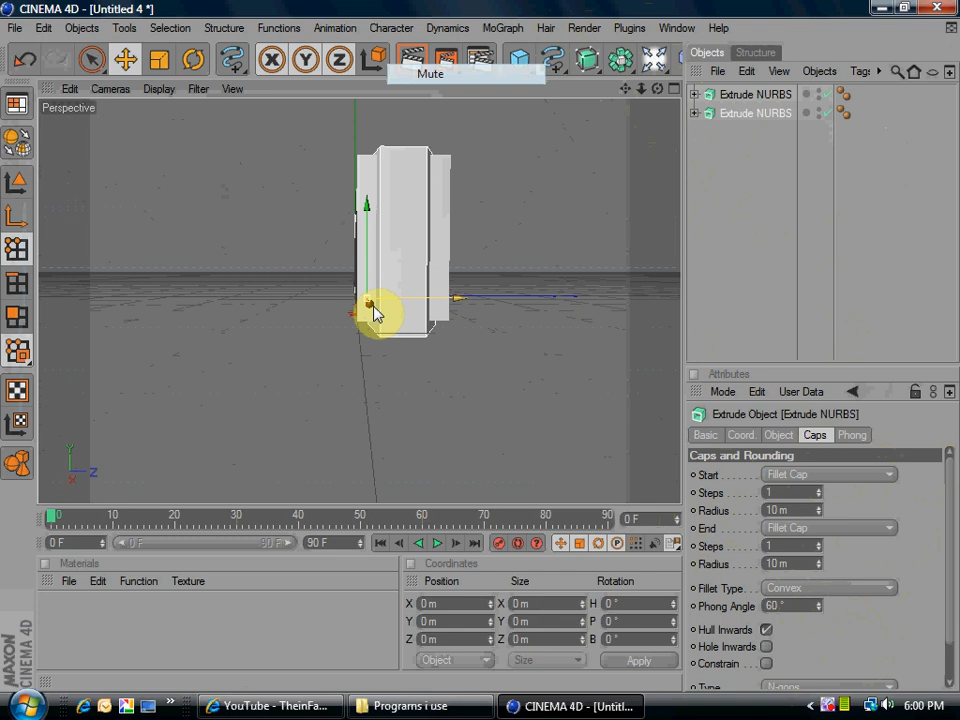 CINEMA 4D - [Untitled 4 *]
File Edit Objects Tools Selection Structure Functions Animation Character Dynamics MoGraph Hair Render Plugins Window Help
Mute
Objects Structure
File Edit View Objects Tags
Extrude NURBS
Extrude NURBS
Edit Cameras Display Filter View
Perspective
Y
Z
X
Attributes
Mode Edit User Data
Extrude Object [Extrude NURBS]
Basic Coord. Object Caps Phong
Caps and Rounding
Start Fillet Cap
Steps 1
Radius 10 m
End Fillet Cap
Steps 1
Radius 10 m
Fillet Type Convex
Phong Angle 60 °
Hull Inwards
Hole Inwards
Constrain
Type N-gons
0 10 20 30 40 50 60 70 80 90 0 F
0 F 0 F 90 F 90 F
Materials
File Edit Function Texture
Coordinates
Position Size Rotation
X 0 m X 0 m H 0 °
Y 0 m Y 0 m P 0 °
Z 0 m Z 0 m B 0 °
Object Size Apply
MAXON CINEMA 4D
YouTube - TheinFa... Programs i use CINEMA 4D - [Untitl... 6:00 PM